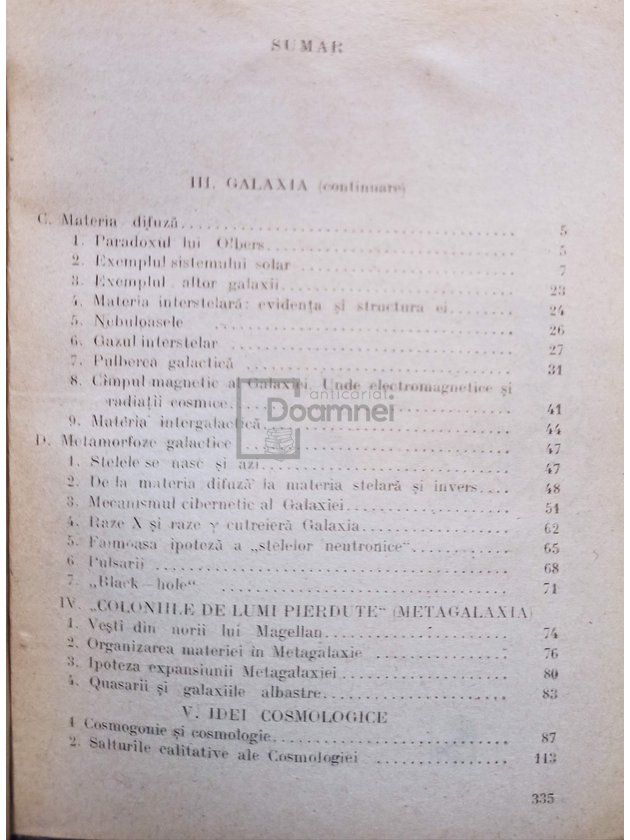 SUMAR
III. GALAXIA (continuare)
C. Materia difuză 5
1. Paradoxul lui Olbers 5
2. Exemplul sistemului solar 7
3. Exemplul altor galaxii 23
4. Materia interstelară: evidența și structura ei 24
5. Nebuloasele 26
6. Gazul interstelar 27
7. Pulberea galactică 31
8. Cîmpul magnetic al Galaxiei. Unde electromagnetice și
radiații cosmice 41
9. Materia intergalactică 44
anticariat
Doamnei
D. Metamorfoze galactice 47
1. Stelele se nasc și azi 47
2. De la materia difuză la materia stelară și invers 48
3. Mecanismul cibernetic al Galaxiei 51
4. Raze X și raze γ cutreieră Galaxia 62
5. Faimoasa ipoteză a „stelelor neutronice“ 65
6 Pulsarii 68
7. „Black-hole“ 71
IV. „COLONIILE DE LUMI PIERDUTE“ (METAGALAXIA)
1. Vești din norii lui Magellan 74
2. Organizarea materiei în Metagalaxie 76
3. Ipoteza expansiunii Metagalaxiei 80
4. Quasarii și galaxiile albastre 83
V. IDEI COSMOLOGICE
1 Cosmogonie și cosmologie 87
2. Salturile calitative ale Cosmologiei 113
335